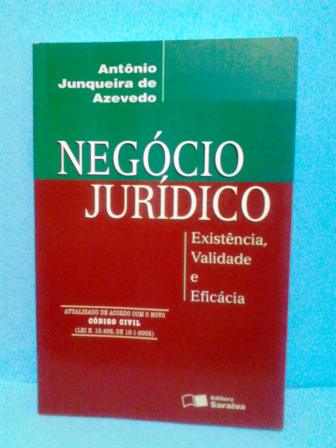 Antônio
Junqueira de
Azevedo
NEGÓCIO
JURÍDICO
Existência,
Validade
e
Eficácia
ATUALIZADO DE ACORDO COM O NOVO
CÓDIGO CIVIL
(LEI N. 10.406, DE 10-1-2002)
Editora
Saraiva